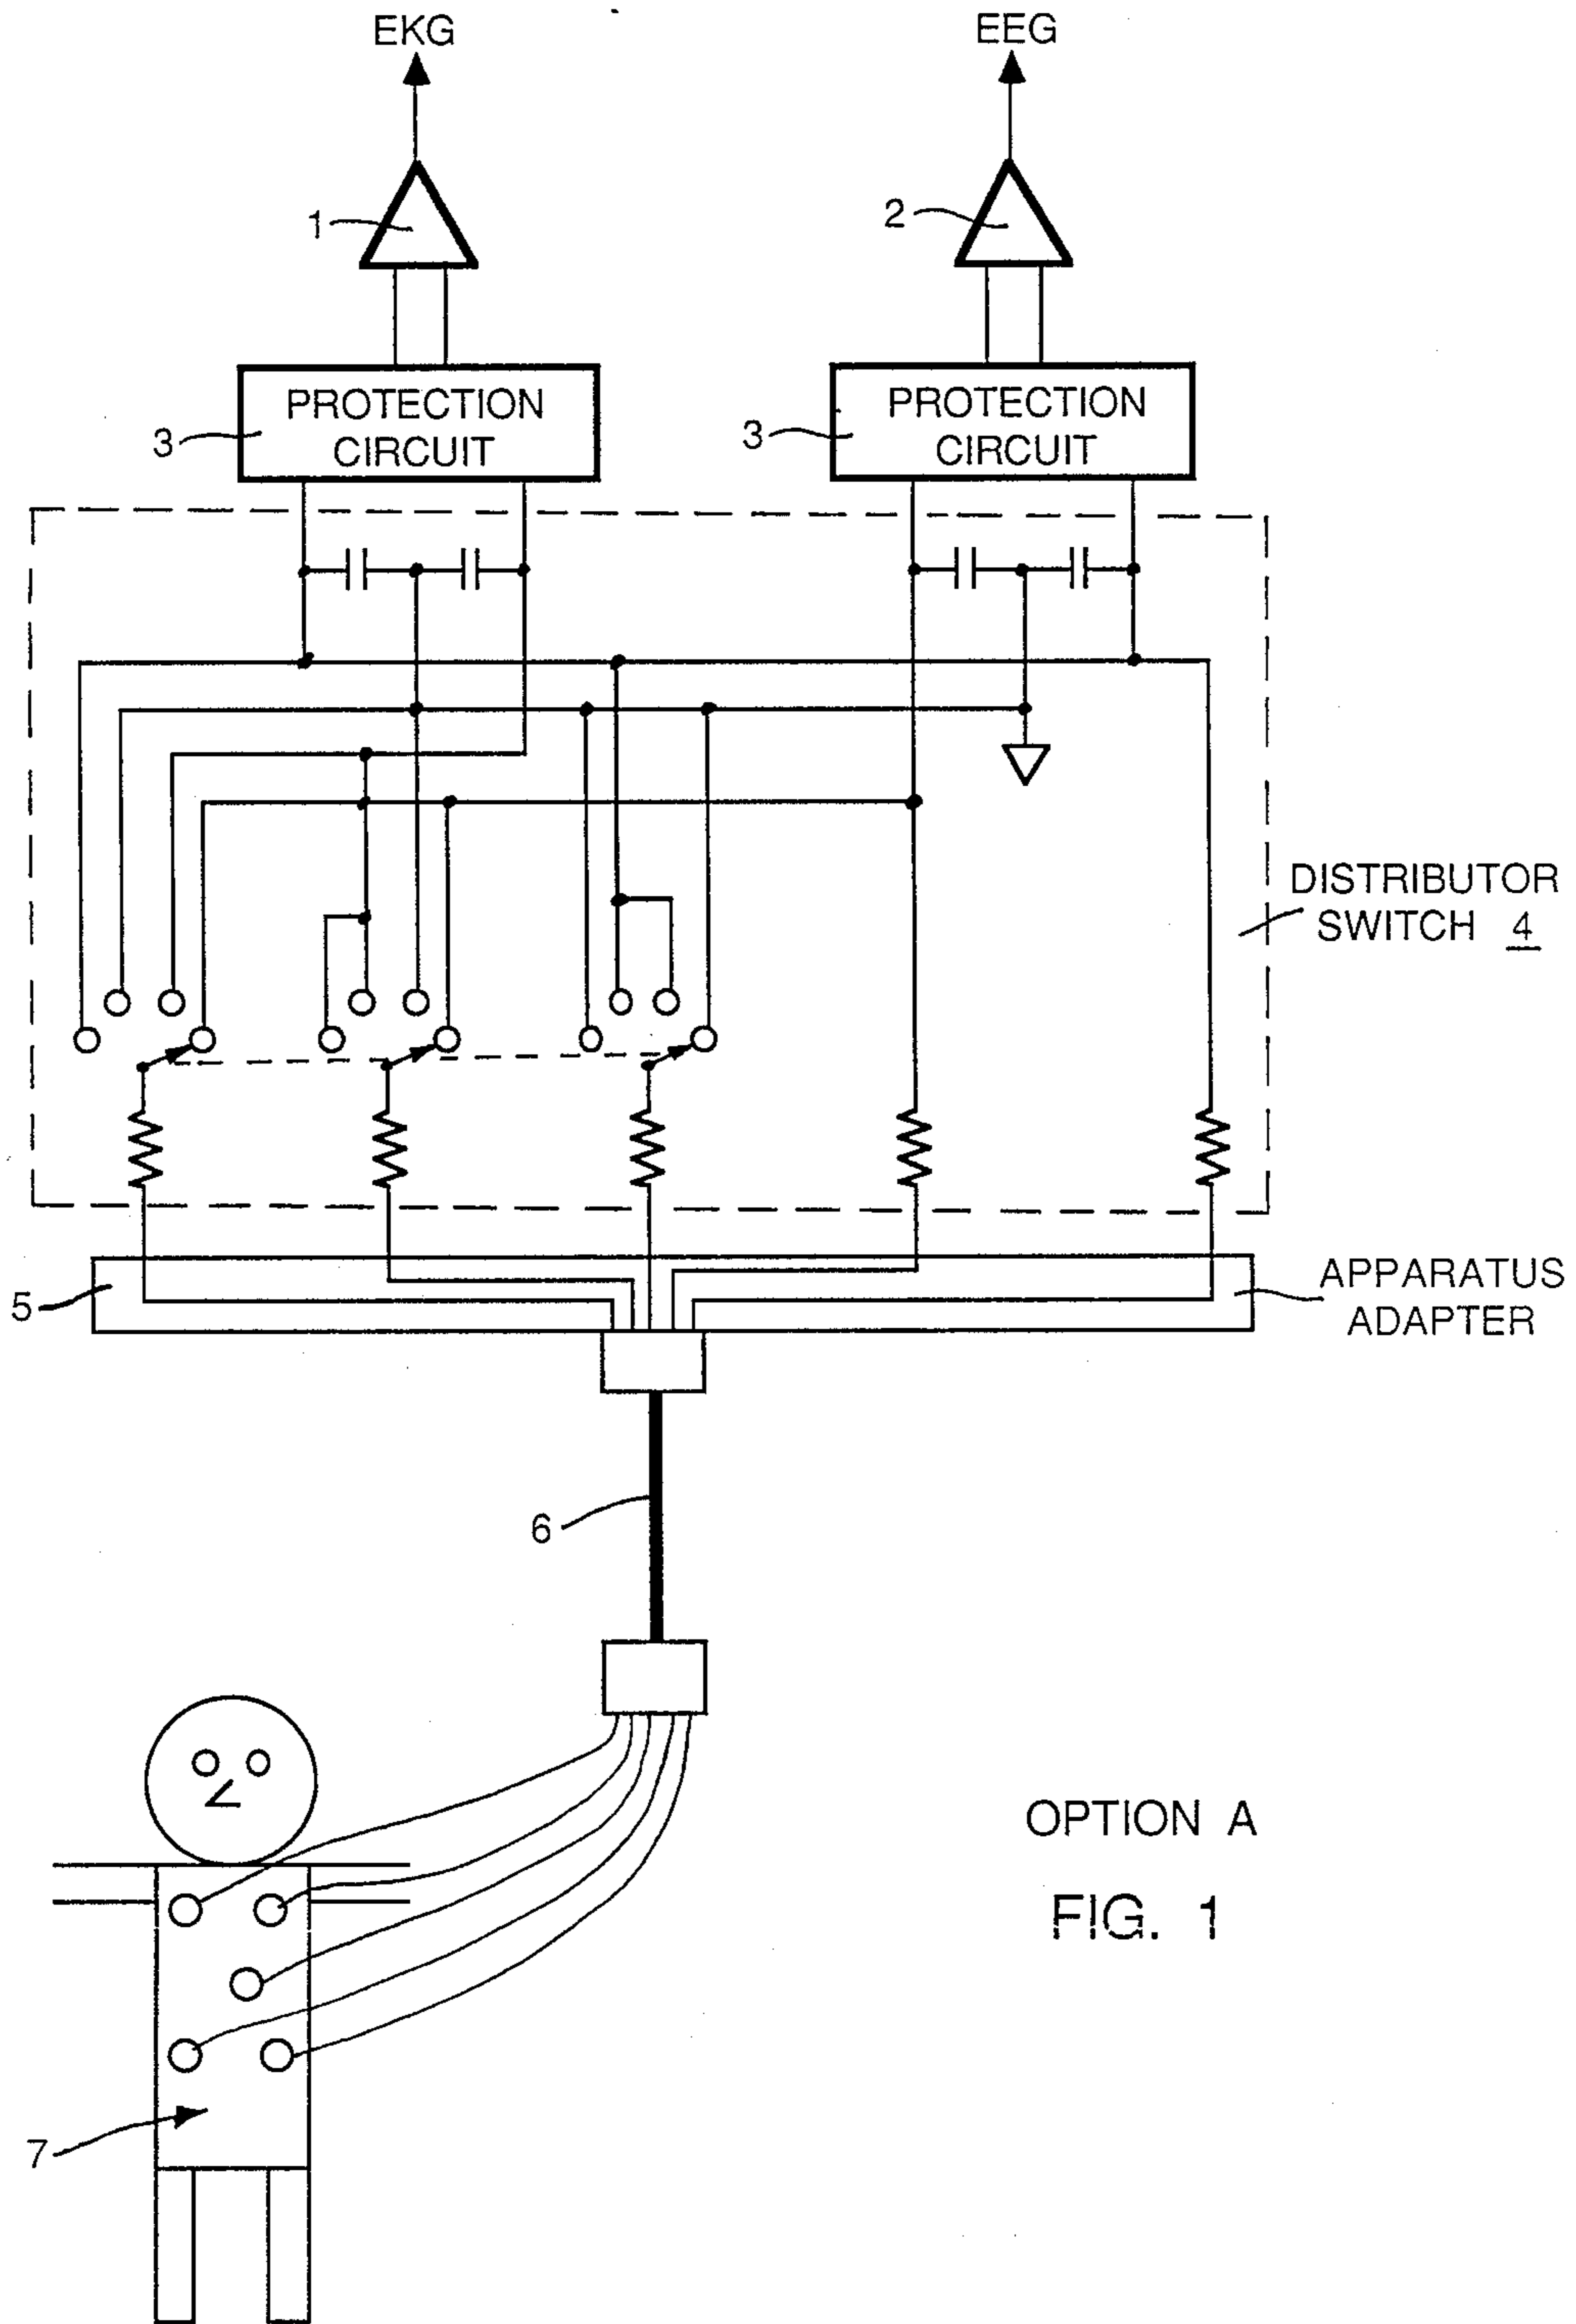 EKG
EEG
1
2
PROTECTION
CIRCUIT
3
PROTECTION
CIRCUIT
3
DISTRIBUTOR
SWITCH 4
5
APPARATUS
ADAPTER
6
OPTION A
FIG. 1
7